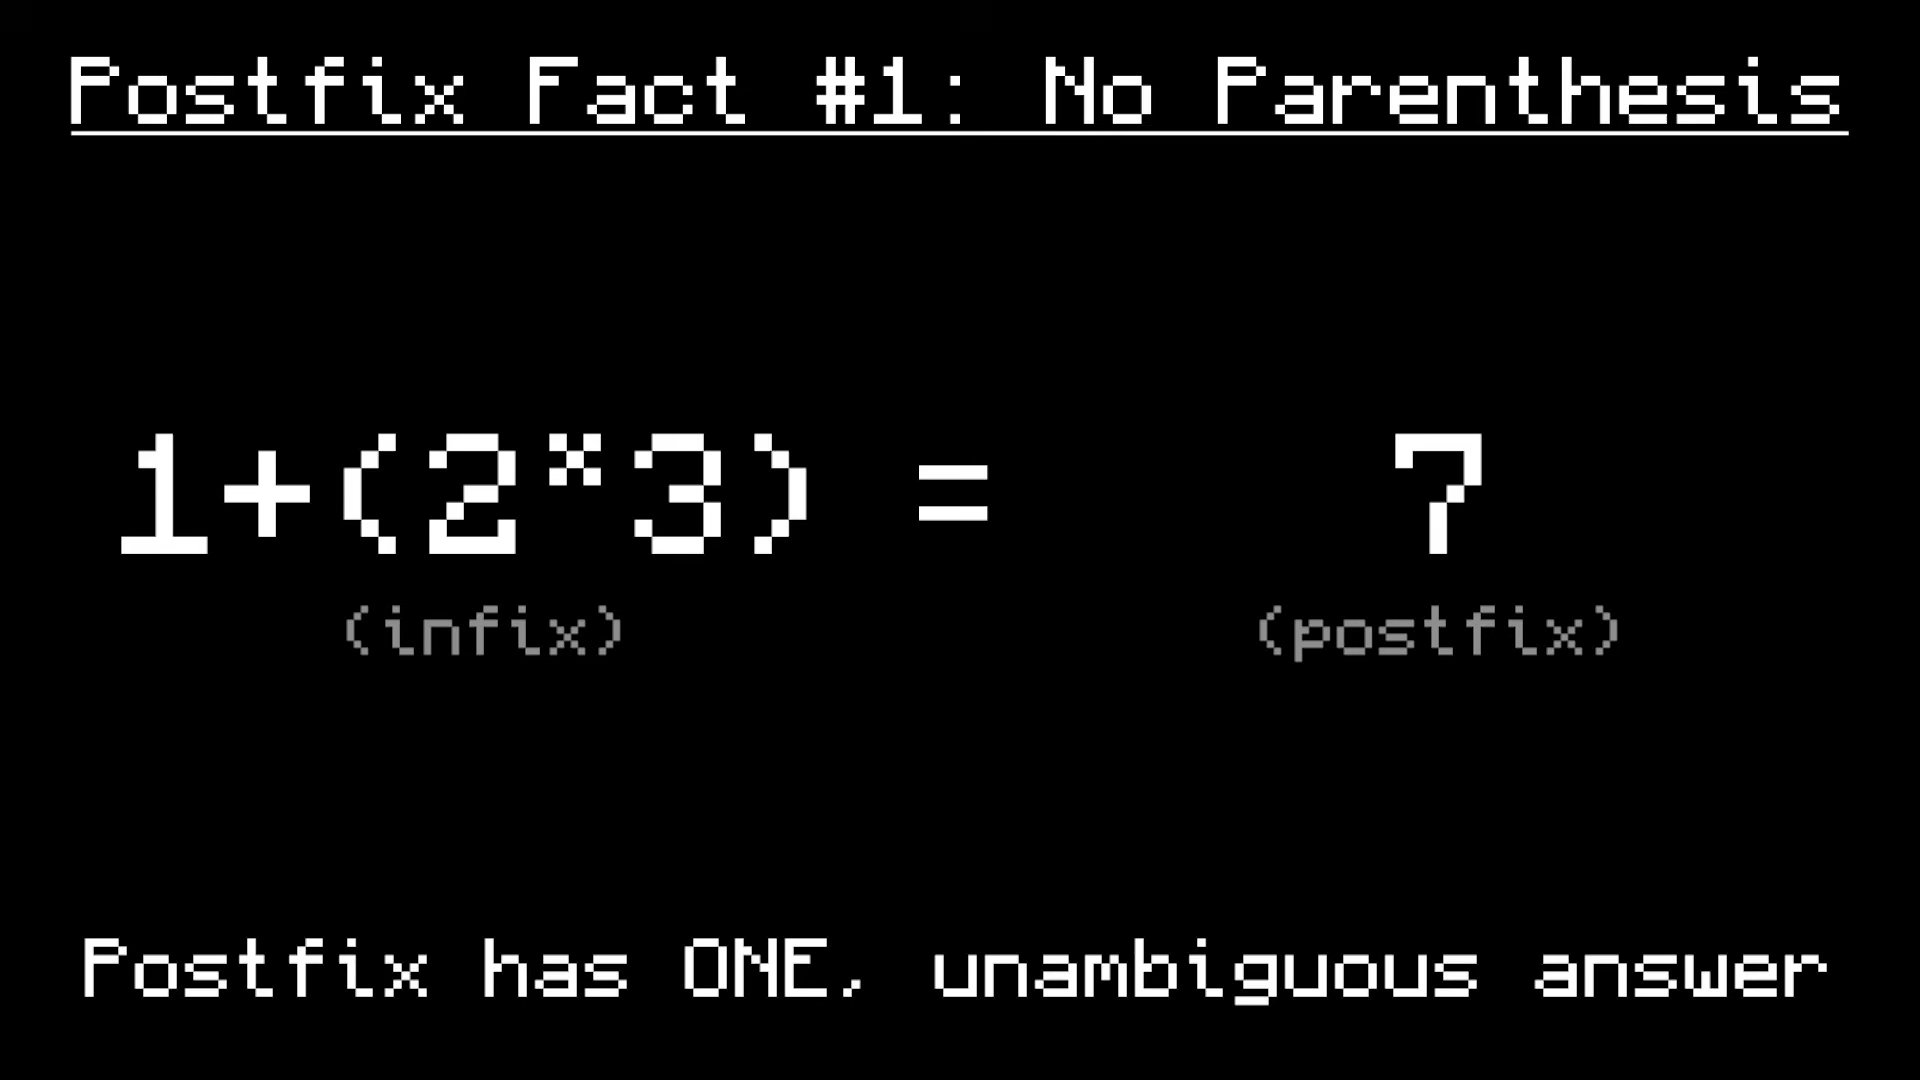 Postfix Fact #1: No Parenthesis
1+(2×3) = 7
(infix) (postfix)
Postfix has ONE, unambiguous answer